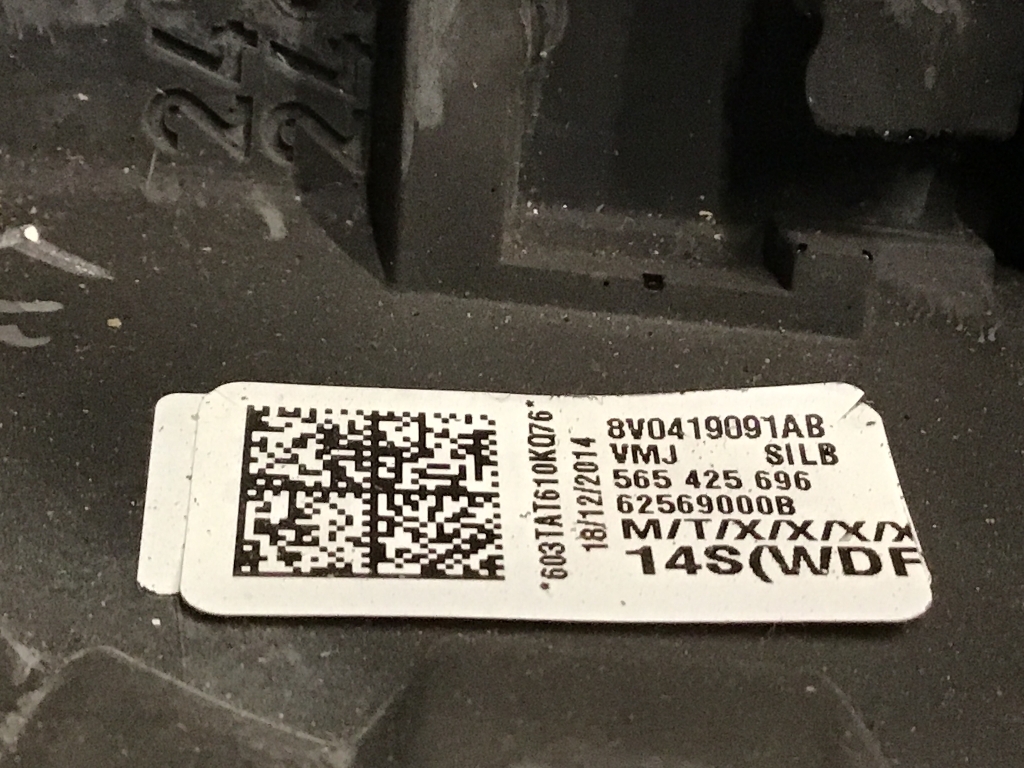 *603TAT610KQ76*
18/12/2014
8V0419091AB
VMJ SILB
565 425 696
62569000B
M/T/X/X/X/X
14S(WDF